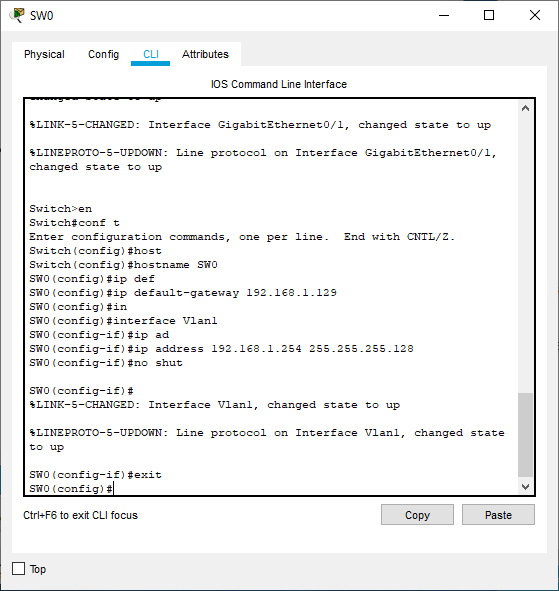 SW0
Physical Config CLI Attributes
IOS Command Line Interface
changed state to up
%LINK-5-CHANGED: Interface GigabitEthernet0/1, changed state to up
%LINEPROTO-5-UPDOWN: Line protocol on Interface GigabitEthernet0/1,
changed state to up
Switch>en
Switch#conf t
Enter configuration commands, one per line.  End with CNTL/Z.
Switch(config)#host
Switch(config)#hostname SW0
SW0(config)#ip def
SW0(config)#ip default-gateway 192.168.1.129
SW0(config)#in
SW0(config)#interface Vlan1
SW0(config-if)#ip ad
SW0(config-if)#ip address 192.168.1.254 255.255.255.128
SW0(config-if)#no shut
SW0(config-if)#
%LINK-5-CHANGED: Interface Vlan1, changed state to up
%LINEPROTO-5-UPDOWN: Line protocol on Interface Vlan1, changed state
to up
SW0(config-if)#exit
SW0(config)#
Ctrl+F6 to exit CLI focus
Copy Paste
Top